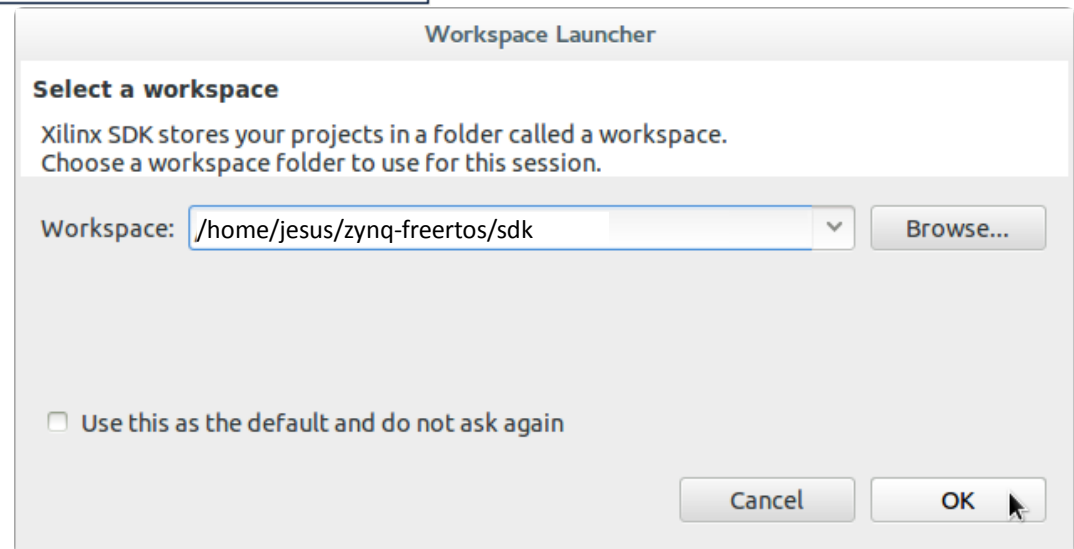 Workspace Launcher
Select a workspace
Xilinx SDK stores your projects in a folder called a workspace.
Choose a workspace folder to use for this session.
Workspace: /home/jesus/zynq-freertos/sdk Browse...
Use this as the default and do not ask again
Cancel OK